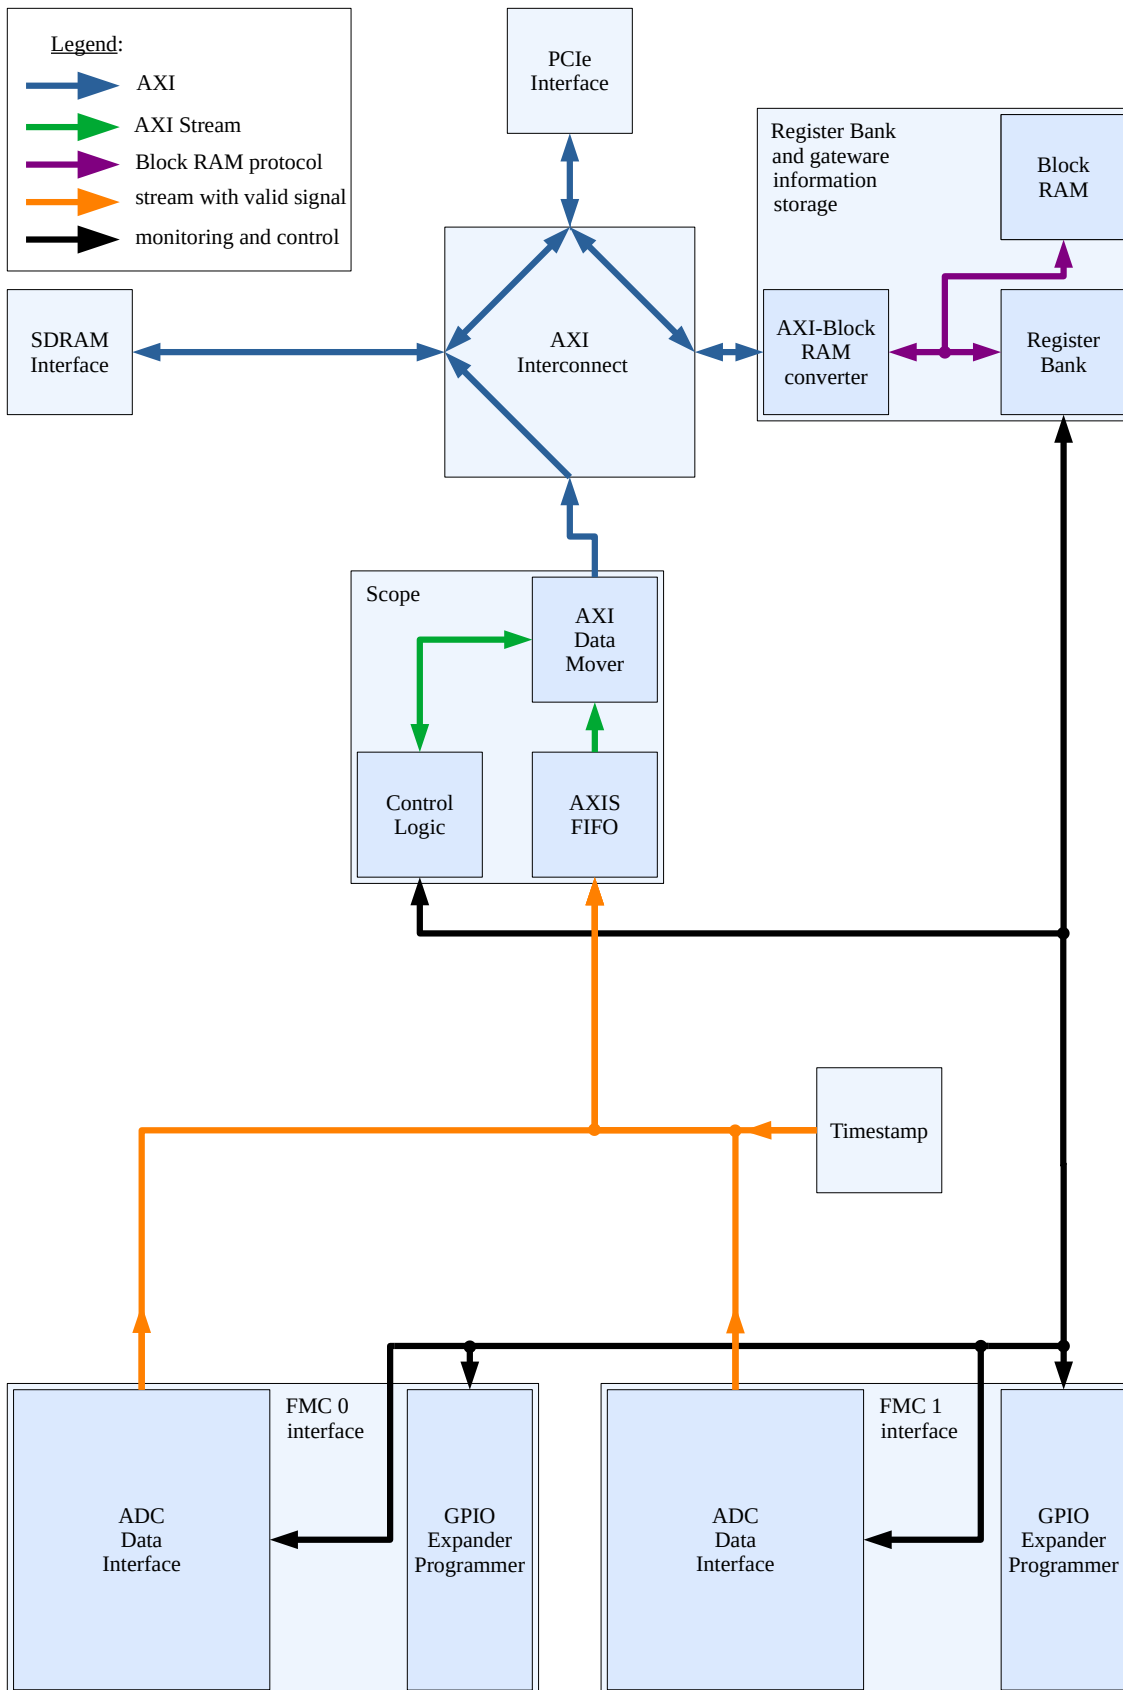 Legend:
AXI
AXI Stream
Block RAM protocol
stream with valid signal
monitoring and control
PCIe
Interface
Register Bank
and gateware
information
storage
Block
RAM
SDRAM
Interface
AXI
Interconnect
AXI-Block
RAM
converter
Register
Bank
Scope
AXI
Data
Mover
Control
Logic
AXIS
FIFO
Timestamp
FMC 0
interface
ADC
Data
Interface
GPIO
Expander
Programmer
FMC 1
interface
ADC
Data
Interface
GPIO
Expander
Programmer